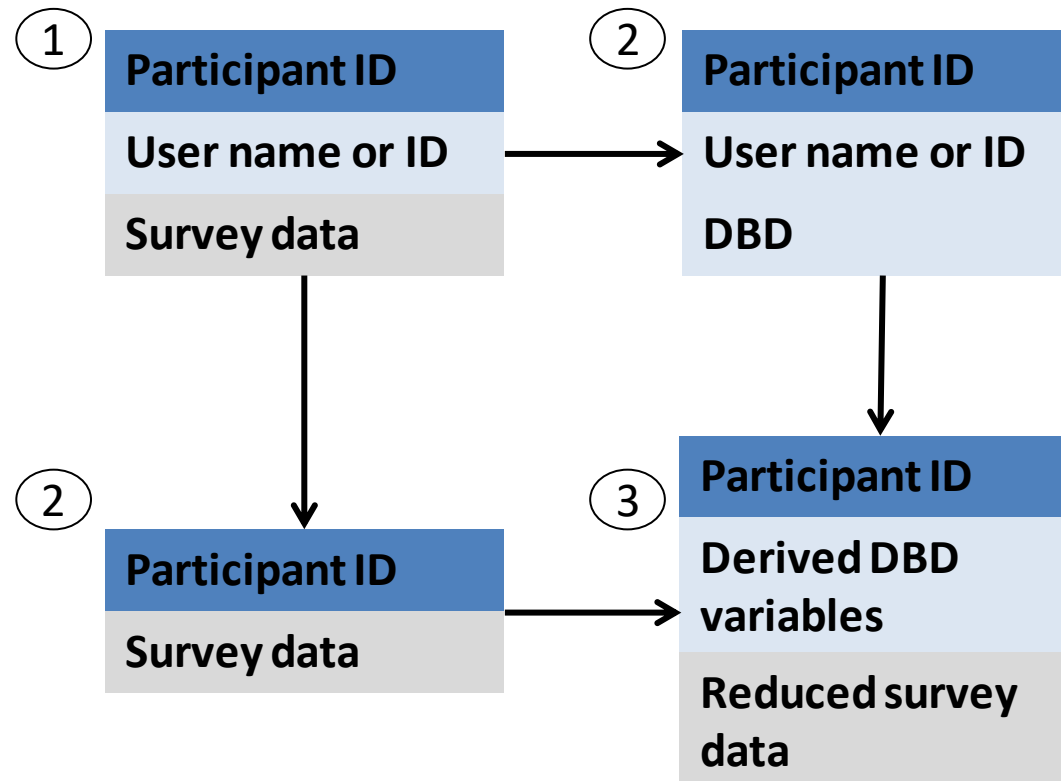 1
Participant ID
User name or ID
Survey data
2
Participant ID
User name or ID
DBD
2
Participant ID
Survey data
3
Participant ID
Derived DBD
variables
Reduced survey
data